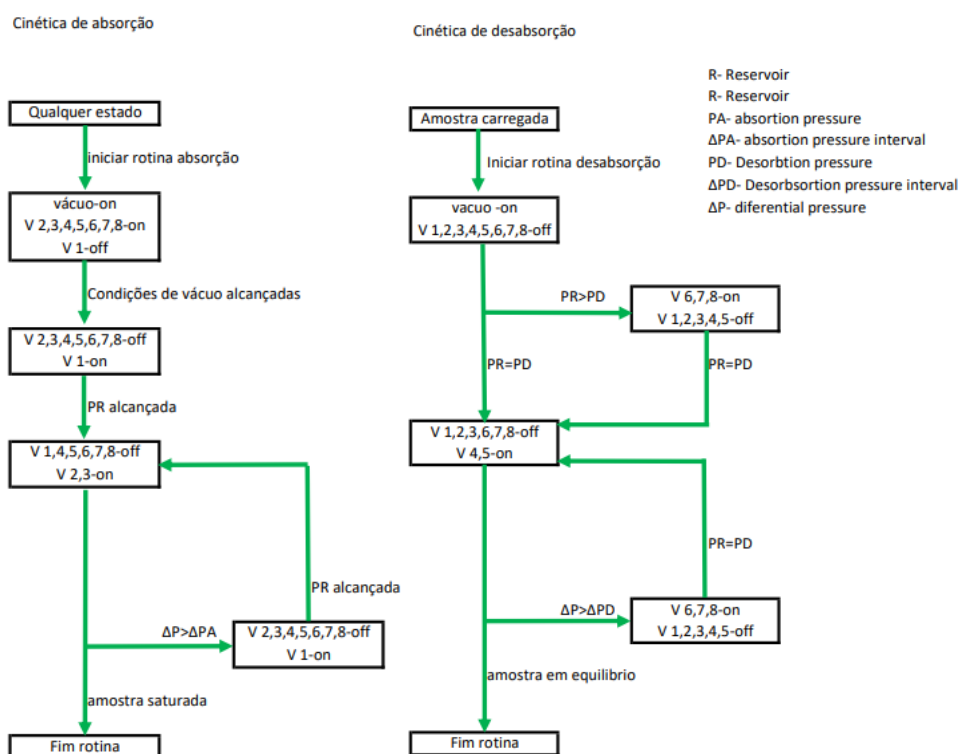 Cinética de absorção
Qualquer estado
iniciar rotina absorção
vácuo-on
V 2,3,4,5,6,7,8-on
V 1-off
Condições de vácuo alcançadas
V 2,3,4,5,6,7,8-off
V 1-on
PR alcançada
V 1,4,5,6,7,8-off
V 2,3-on
PR alcançada
ΔP>ΔPA
V 2,3,4,5,6,7,8-off
V 1-on
amostra saturada
Fim rotina
Cinética de desabsorção
Amostra carregada
Iniciar rotina desabsorção
vacuo -on
V 1,2,3,4,5,6,7,8-off
PR>PD
V 6,7,8-on
V 1,2,3,4,5-off
PR=PD
PR=PD
V 1,2,3,6,7,8-off
V 4,5-on
PR=PD
ΔP>ΔPD
V 6,7,8-on
V 1,2,3,4,5-off
amostra em equilibrio
Fim rotina
R- Reservoir
R- Reservoir
PA- absortion pressure
ΔPA- absortion pressure interval
PD- Desorbtion pressure
ΔPD- Desorbsortion pressure interval
ΔP- diferential pressure